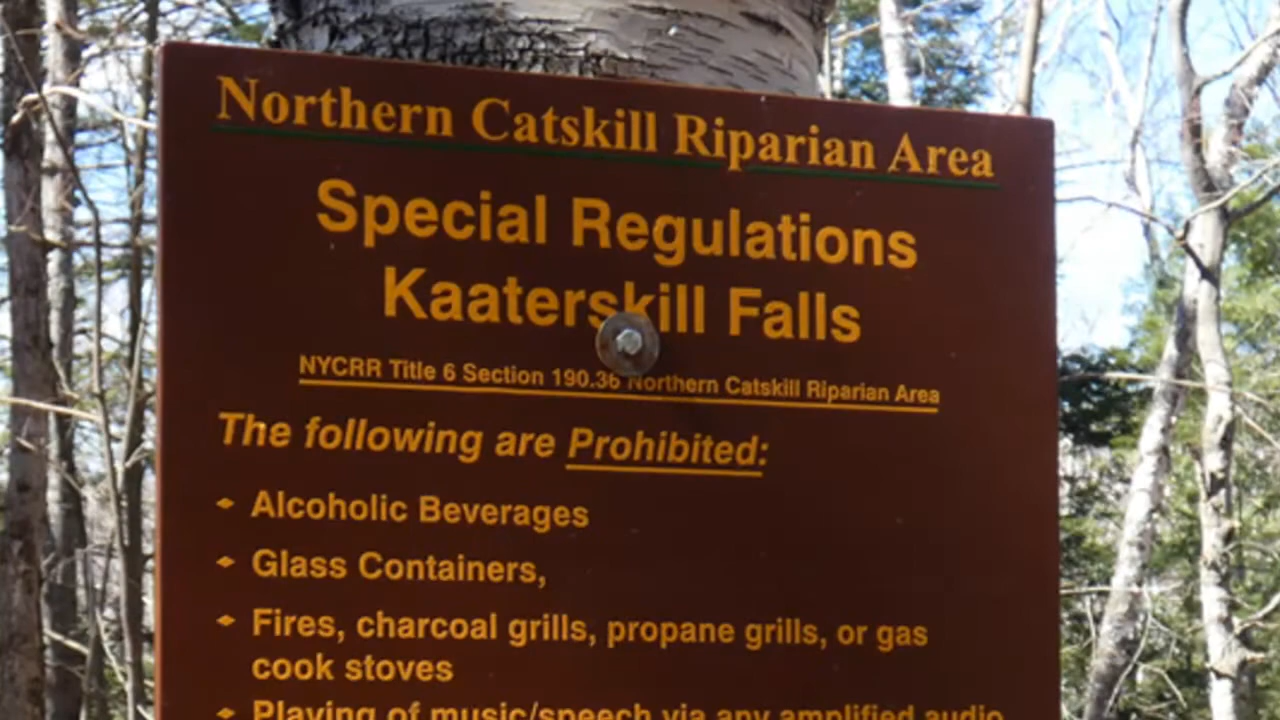 Northern Catskill Riparian Area
Special Regulations
Kaaterskill Falls
NYCRR Title 6 Section 190.36 Northern Catskill Riparian Area
The following are Prohibited:
Alcoholic Beverages
Glass Containers,
Fires, charcoal grills, propane grills, or gas
cook stoves
Playing of music/speech via any amplified audio